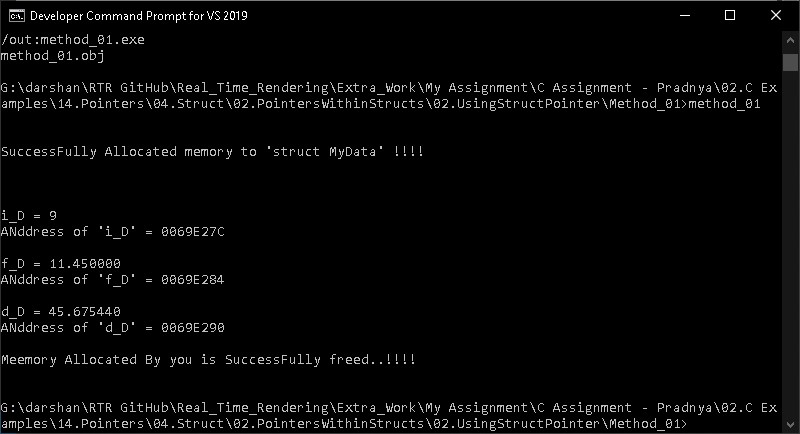 Developer Command Prompt for VS 2019
/out:method_01.exe
method_01.obj
G:\darshan\RTR GitHub\Real_Time_Rendering\Extra_Work\My Assignment\C Assignment - Pradnya\02.C Ex
amples\14.Pointers\04.Struct\02.PointersWithinStructs\02.UsingStructPointer\Method_01>method_01
SuccessFully Allocated memory to 'struct MyData' !!!!
i_D = 9
ANddress of 'i_D' = 0069E27C
f_D = 11.450000
ANddress of 'f_D' = 0069E284
d_D = 45.675440
ANddress of 'd_D' = 0069E290
Meemory Allocated By you is SuccessFully freed..!!!!
G:\darshan\RTR GitHub\Real_Time_Rendering\Extra_Work\My Assignment\C Assignment - Pradnya\02.C Ex
amples\14.Pointers\04.Struct\02.PointersWithinStructs\02.UsingStructPointer\Method_01>